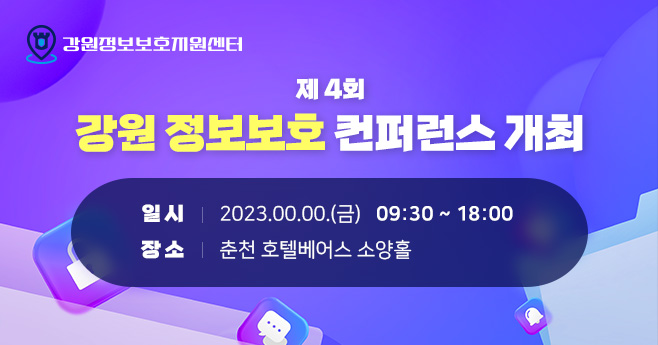 강원정보보호지원센터
제 4회
강원 정보보호 컨퍼런스 개최
일시 | 2023.00.00.(금) 09:30 ~ 18:00
장소 | 춘천 호텔베어스 소양홀